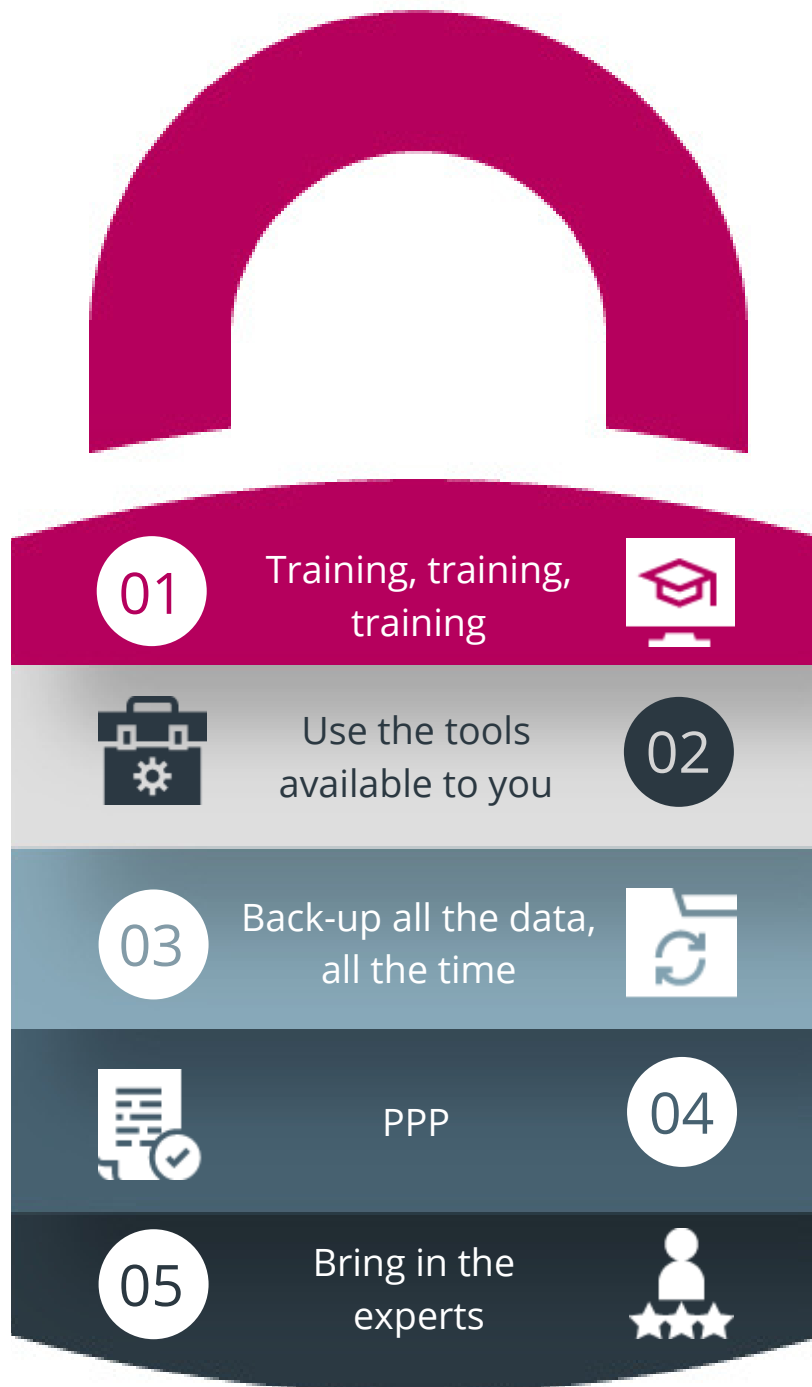 01
Training, training,
training
Use the tools
available to you
02
03
Back-up all the data,
all the time
PPP
04
05
Bring in the
experts